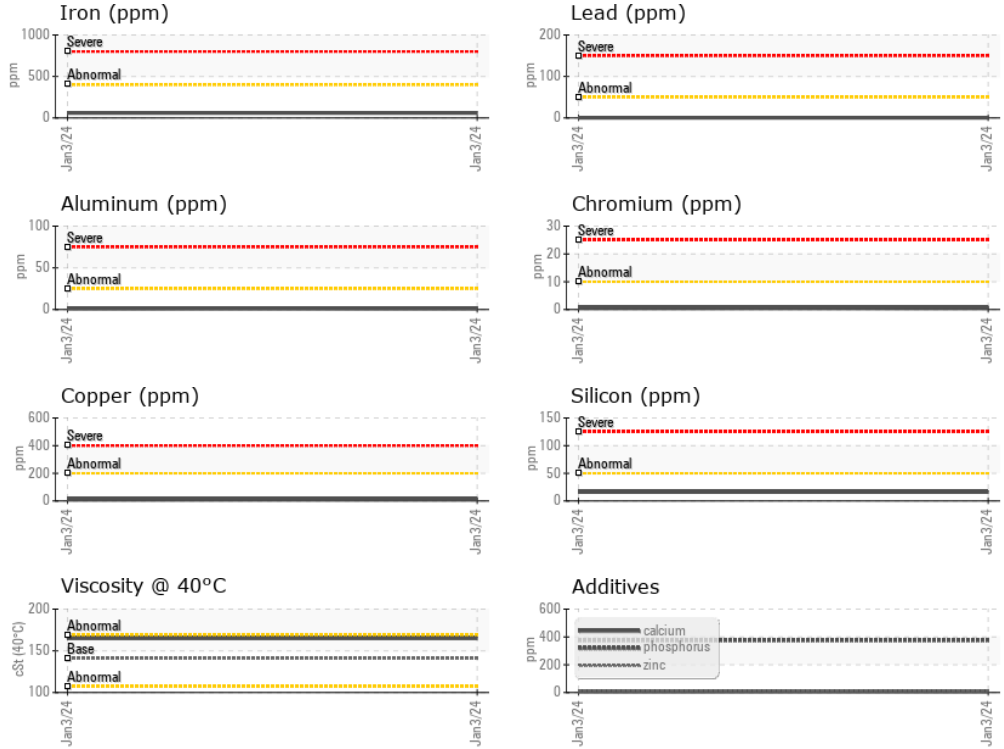 Iron (ppm)
1000
500
0
ppm
Severe
Abnormal
Jan3/24
Jan3/24
Lead (ppm)
200
100
0
ppm
Severe
Abnormal
Jan3/24
Jan3/24
Aluminum (ppm)
100
50
0
ppm
Severe
Abnormal
Jan3/24
Jan3/24
Chromium (ppm)
30
20
10
0
ppm
Severe
Abnormal
Jan3/24
Jan3/24
Copper (ppm)
600
400
200
0
ppm
Severe
Abnormal
Jan3/24
Jan3/24
Silicon (ppm)
150
100
50
0
ppm
Severe
Abnormal
Jan3/24
Jan3/24
Viscosity @ 40°C
200
150
100
cSt (40°C)
Abnormal
Base
Abnormal
Jan3/24
Jan3/24
Additives
600
400
200
0
ppm
calcium
phosphorus
zinc
Jan3/24
Jan3/24